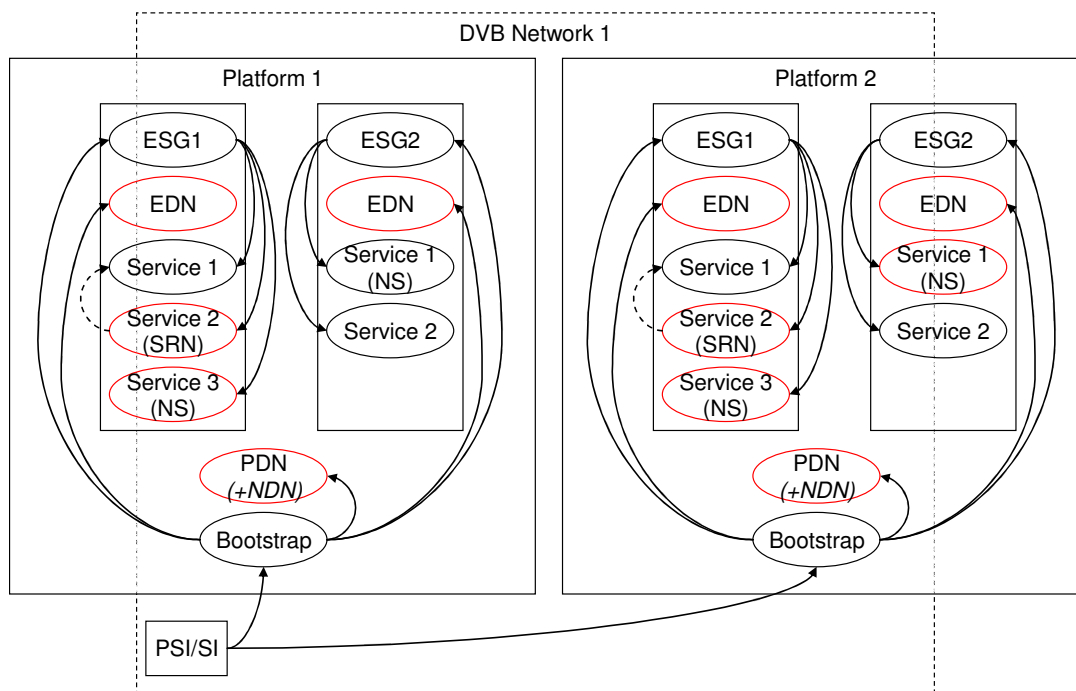 DVB Network 1
Platform 1
ESG1
EDN
Service 1
Service 2
(SRN)
Service 3
(NS)
ESG2
EDN
Service 1
(NS)
Service 2
PDN
(+NDN)
Bootstrap
Platform 2
ESG1
EDN
Service 1
Service 2
(SRN)
Service 3
(NS)
ESG2
EDN
Service 1
(NS)
Service 2
PDN
(+NDN)
Bootstrap
PSI/SI